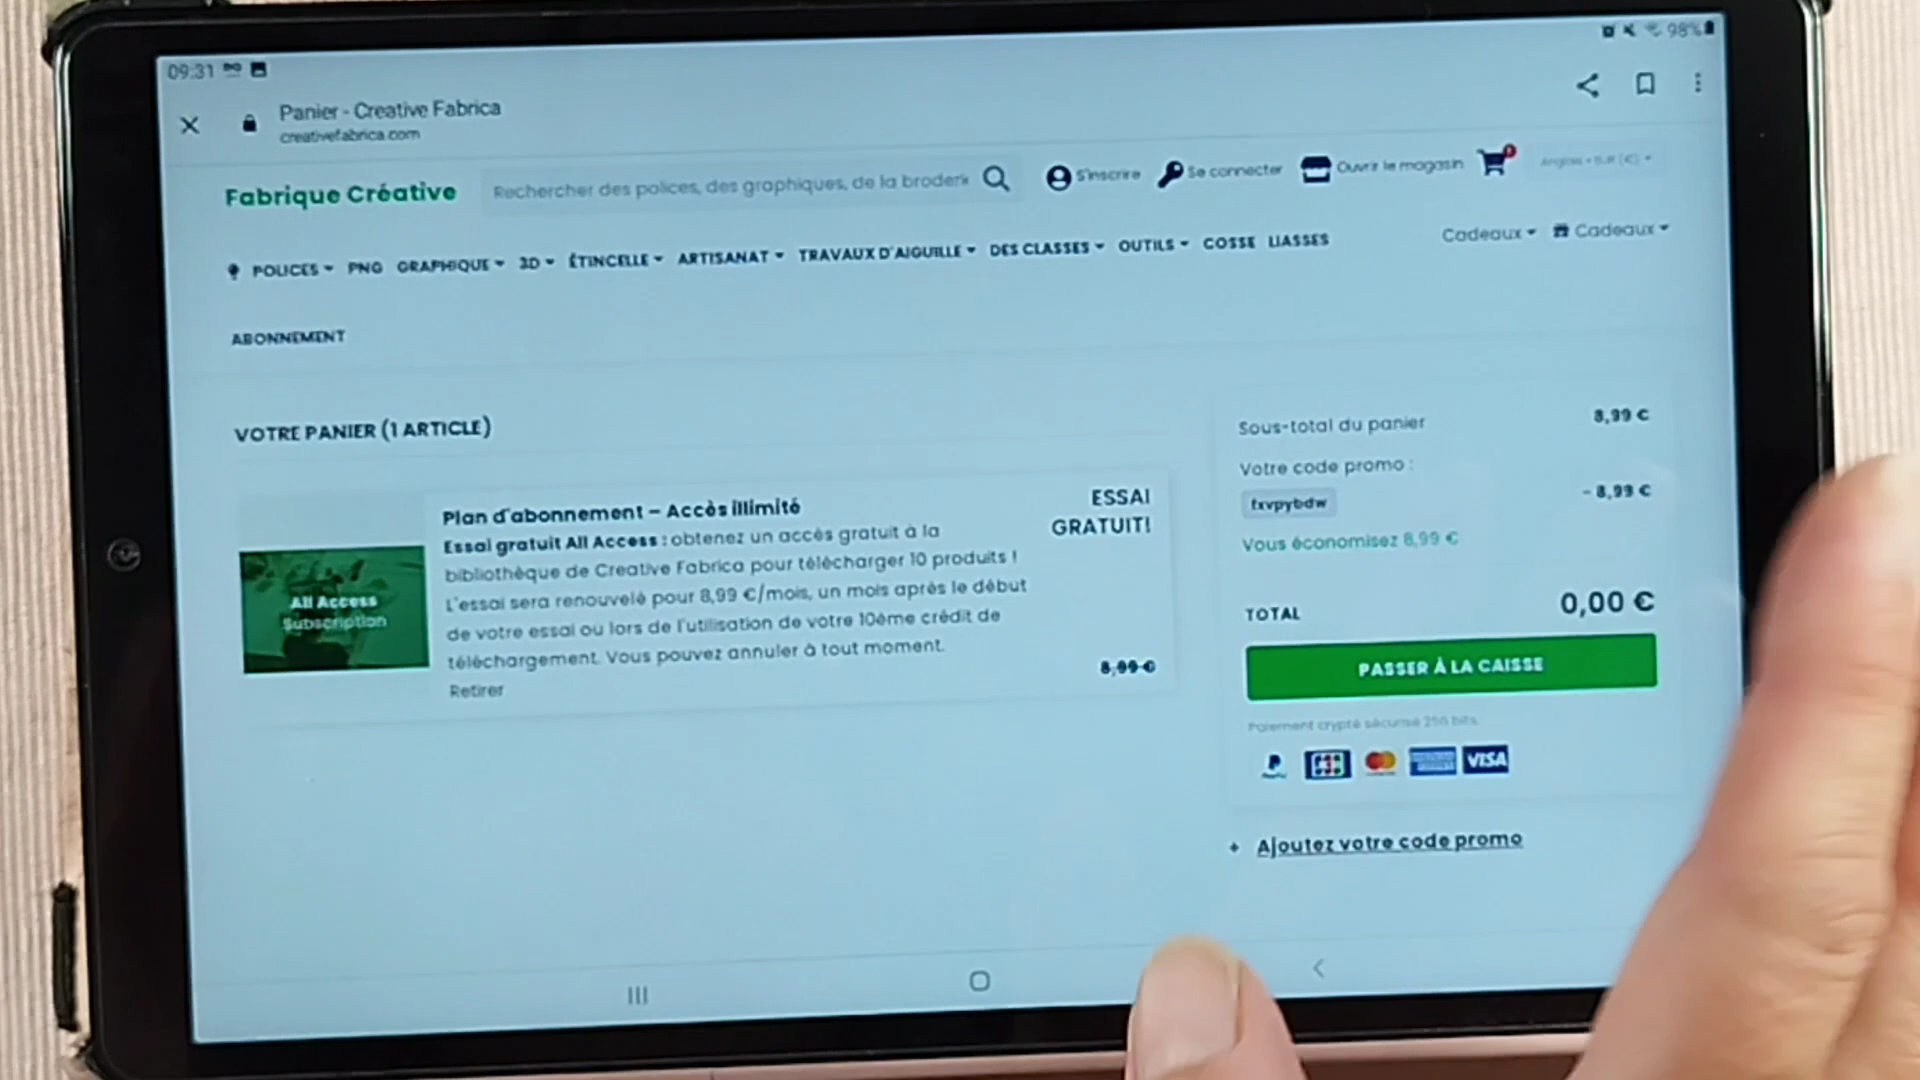 09:31
98%
Panier - Creative Fabrica
creativefabrica.com
Fabrique Créative
Rechercher des polices, des graphiques, de la broderie
S'inscrire
Se connecter
Ouvrir le magasin
POLICES PNG GRAPHIQUE 3D ÉTINCELLE ARTISANAT TRAVAUX D'AIGUILLE DES CLASSES OUTILS COSSE LIASSES
Cadeaux Cadeaux
ABONNEMENT
VOTRE PANIER (1 ARTICLE)
All Access
Subscription
Plan d'abonnement – Accès illimité
Essai gratuit All Access : obtenez un accès gratuit à la
bibliothèque de Creative Fabrica pour télécharger 10 produits !
L'essai sera renouvelé pour 8,99 €/mois, un mois après le début
de votre essai ou lors de l'utilisation de votre 10ème crédit de
téléchargement. Vous pouvez annuler à tout moment.
Retirer
ESSAI
GRATUIT!
8,99 €
Sous-total du panier 8,99 €
Votre code promo :
fxvpybdw - 8,99 €
Vous économisez 8,99 €
TOTAL 0,00 €
PASSER À LA CAISSE
Paiement crypté sécurisé 256 bits
VISA
+ Ajoutez votre code promo